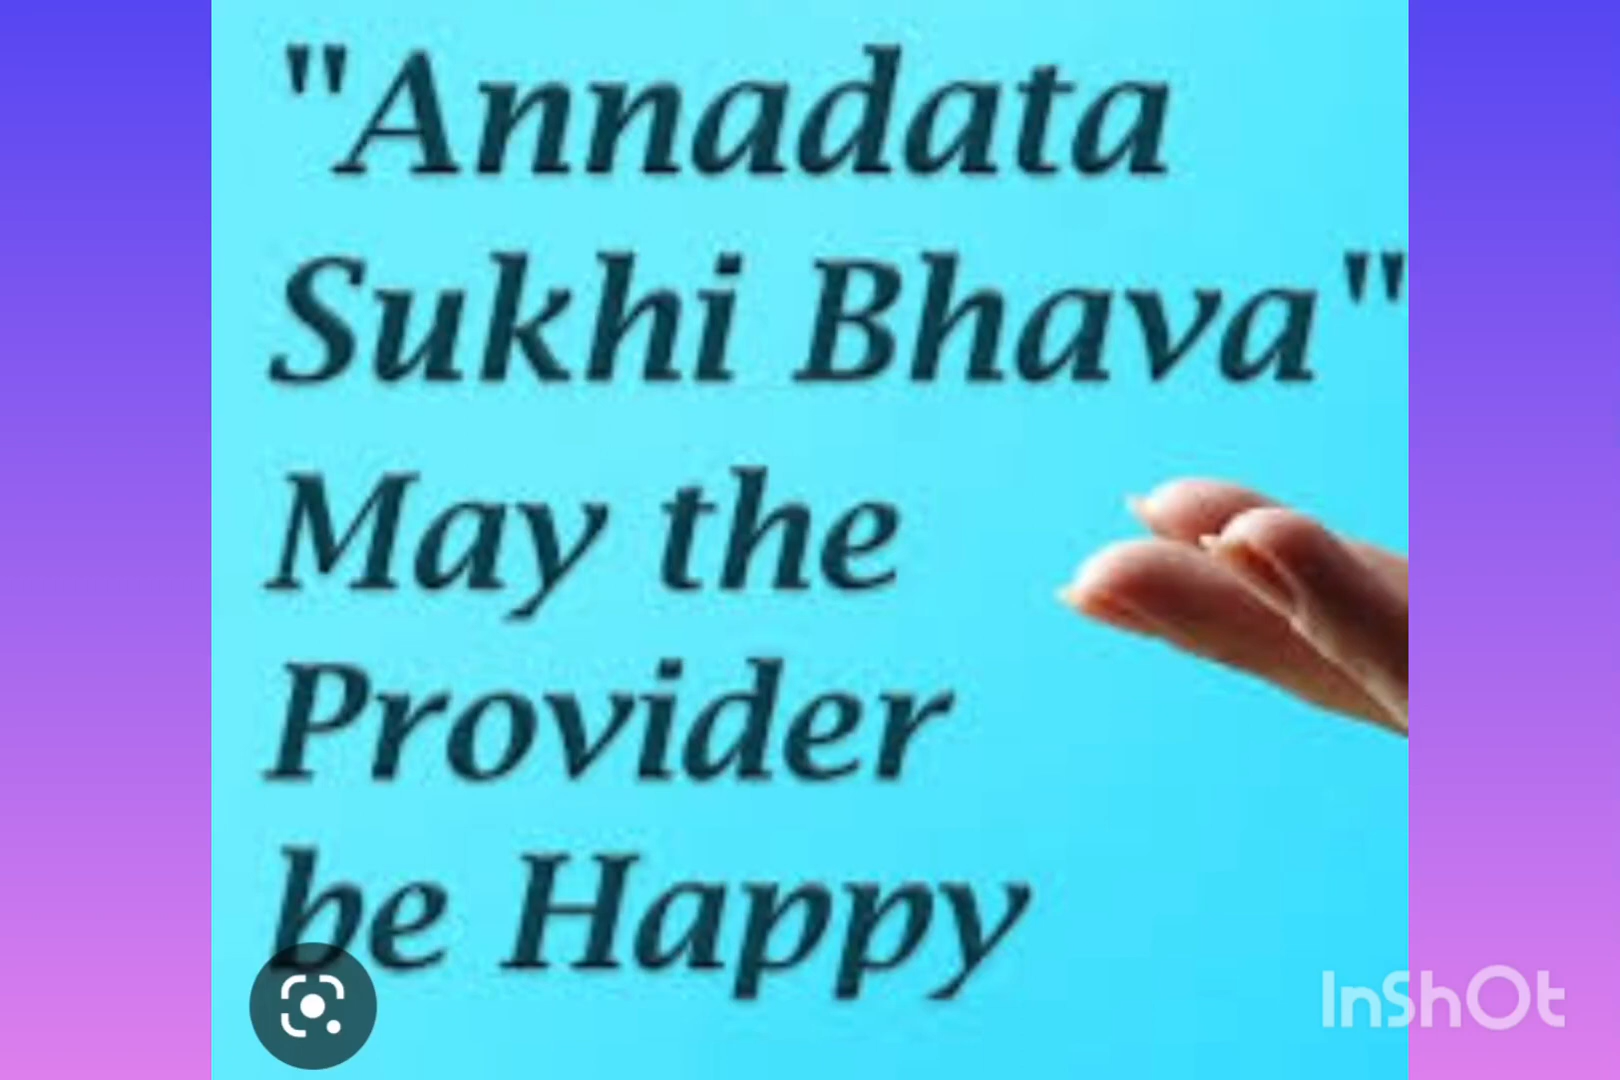 "Annadata
Sukhi Bhava"
May the
Provider
be Happy
InShOt